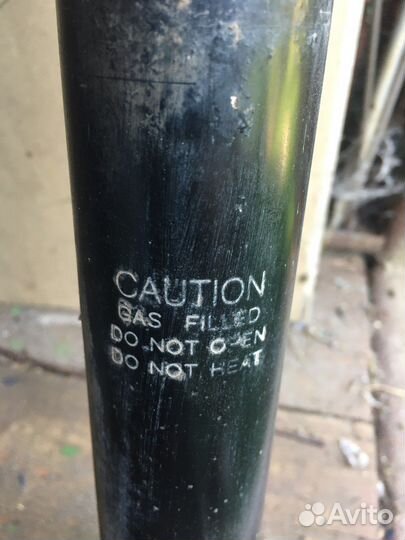 CAUTION
GAS FILLED
DO NOT OPEN
DO NOT HEAT
Avito